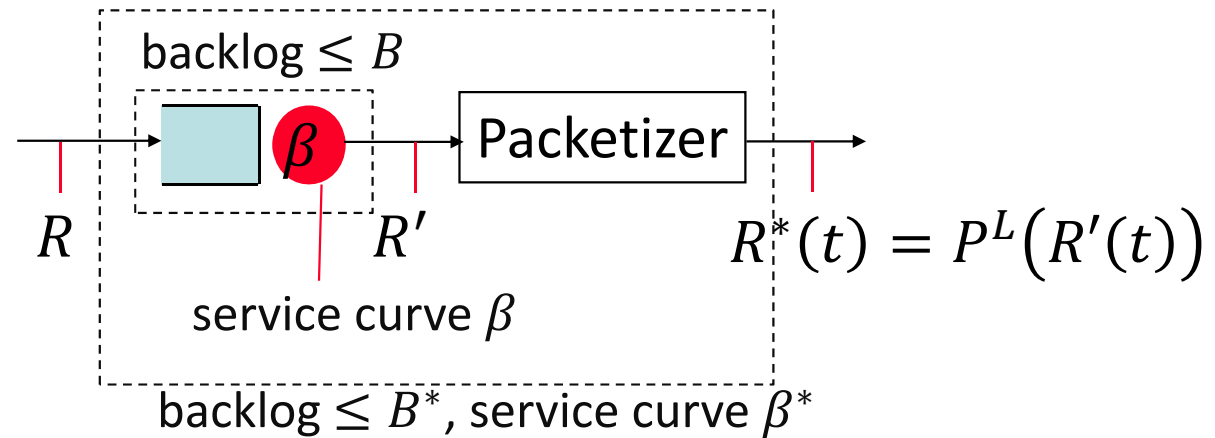 backlog ≤ B
β
Packetizer
R
R′
R*(t) = P^L(R′(t))
service curve β
backlog ≤ B*, service curve β*